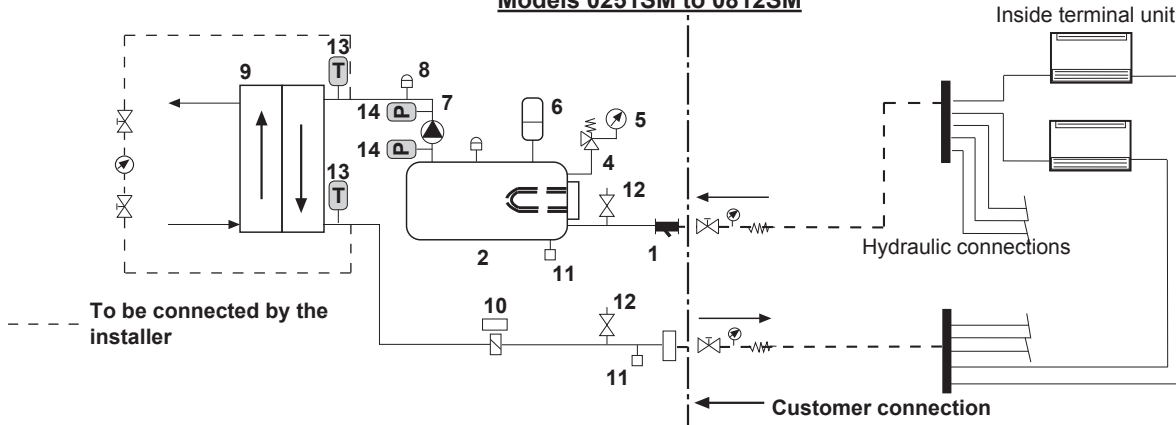 Models 0251SM to 0812SM
Inside terminal unit
13
9
8
T
14 P
7
6
5
14 P
4
13
T
12
2
11
1
Hydraulic connections
To be connected by the
installer
10
12
11
Customer connection